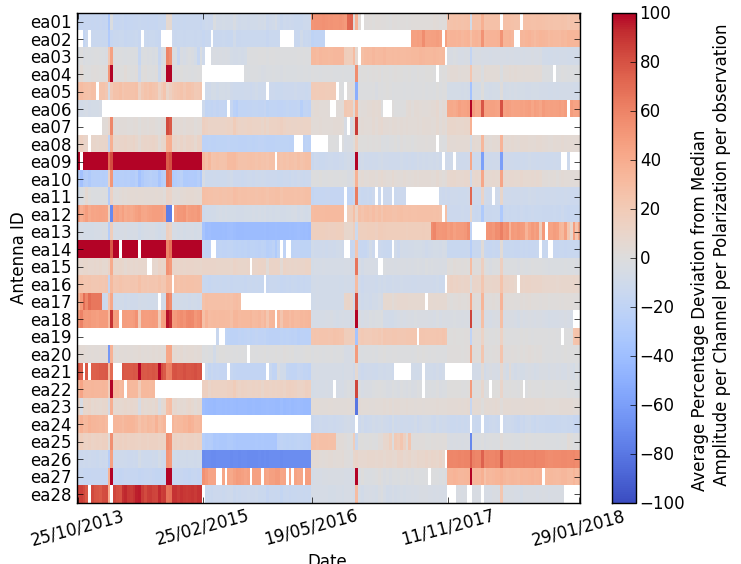 ea01
ea02
ea03
ea04
ea05
ea06
ea07
ea08
ea09
ea10
ea11
ea12
ea13
ea14
ea15
ea16
ea17
ea18
ea19
ea20
ea21
ea22
ea23
ea24
ea25
ea26
ea27
ea28
Antenna ID
25/10/2013
25/02/2015
19/05/2016
11/11/2017
29/01/2018
Date
100
80
60
40
20
0
−20
−40
−60
−80
−100
Average Percentage Deviation from Median
Amplitude per Channel per Polarization per observation